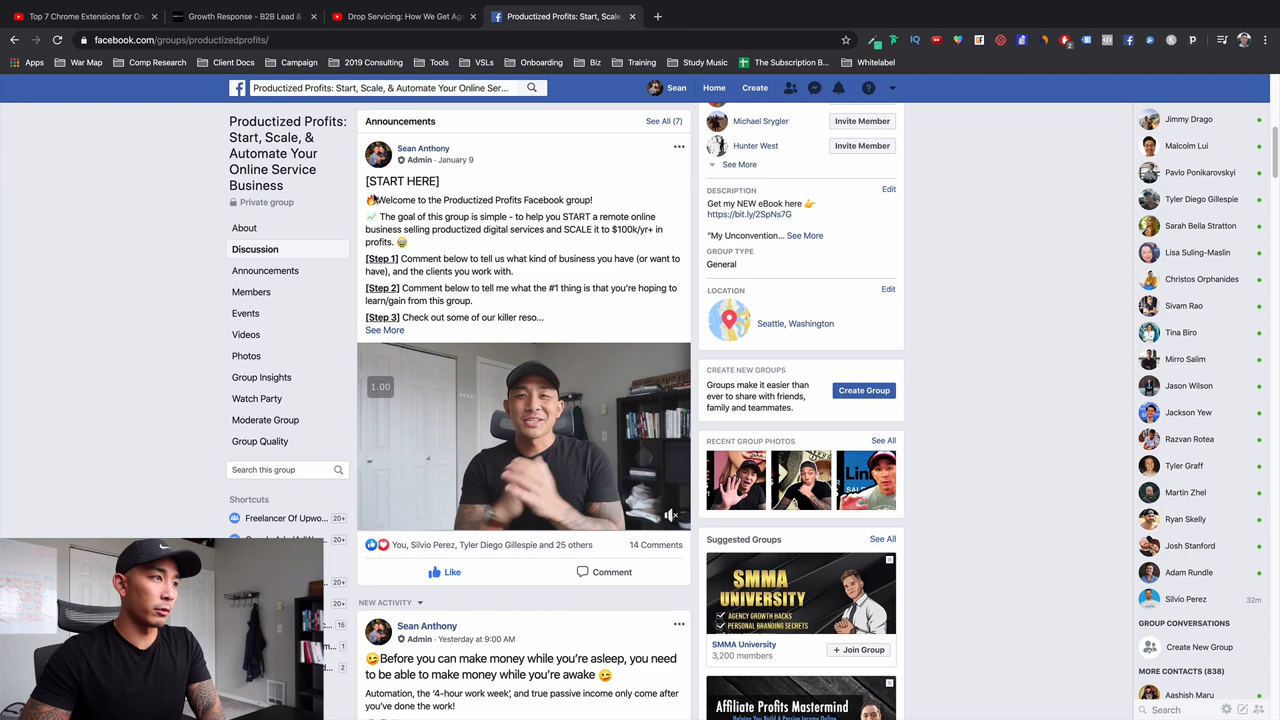 Top 7 Chrome Extensions for On
Growth Response - B2B Lead &
Drop Servicing: How We Get Age
Productized Profits: Start, Scale,
facebook.com/groups/productizedprofits/
Apps
War Map
Comp Research
Client Docs
Campaign
2019 Consulting
Tools
VSLs
Onboarding
Biz
Training
Study Music
The Subscription B...
Whitelabel
Productized Profits: Start, Scale, & Automate Your Online Ser...
Sean
Home
Create
Productized Profits:
Start, Scale, &
Automate Your
Online Service
Business
Private group
About
Discussion
Announcements
Members
Events
Videos
Photos
Group Insights
Watch Party
Moderate Group
Group Quality
Search this group
Shortcuts
Freelancer Of Upwo...
20+
20+
20+
20+
15
1
2
Announcements
See All (7)
Sean Anthony
Admin · January 9
[START HERE]
🔥Welcome to the Productized Profits Facebook group!
📈 The goal of this group is simple - to help you START a remote online
business selling productized digital services and SCALE it to $100k/yr+ in
profits. 🤑
[Step 1] Comment below to tell us what kind of business you have (or want to
have), and the clients you work with.
[Step 2] Comment below to tell me what the #1 thing is that you're hoping to
learn/gain from this group.
[Step 3] Check out some of our killer reso...
See More
1.00
You, Silvio Perez, Tyler Diego Gillespie and 25 others
14 Comments
Like
Comment
NEW ACTIVITY
Sean Anthony
Admin · Yesterday at 9:00 AM
🤪Before you can make money while you're asleep, you need
to be able to make money while you're awake 🤪
Automation, the '4-hour work week', and true passive income only come after
you've done the work!
Michael Srygler
Invite Member
Hunter West
Invite Member
See More
DESCRIPTION
Edit
Get my NEW eBook here 👉
https://bit.ly/2SpNs7G
"My Unconvention... See More
GROUP TYPE
General
LOCATION
Edit
Seattle, Washington
CREATE NEW GROUPS
Groups make it easier than
ever to share with friends,
family and teammates.
Create Group
RECENT GROUP PHOTOS
See All
Suggested Groups
See All
SMMA
UNIVERSITY
AGENCY GROWTH HACKS
PERSONAL BRANDING SECRETS
SMMA University
3,200 members
+ Join Group
Affiliate Profits Mastermind
Jimmy Drago
Malcolm Lui
Pavlo Ponikarovskyi
Tyler Diego Gillespie
Sarah Bella Stratton
Lisa Suling-Maslin
Christos Orphanides
Sivam Rao
Tina Biro
Mirro Salim
Jason Wilson
Jackson Yew
Razvan Rotea
Tyler Graff
Martin Zhel
Ryan Skelly
Josh Stanford
Adam Rundle
Silvio Perez
32m
GROUP CONVERSATIONS
Create New Group
MORE CONTACTS (838)
Aashish Maru
Search